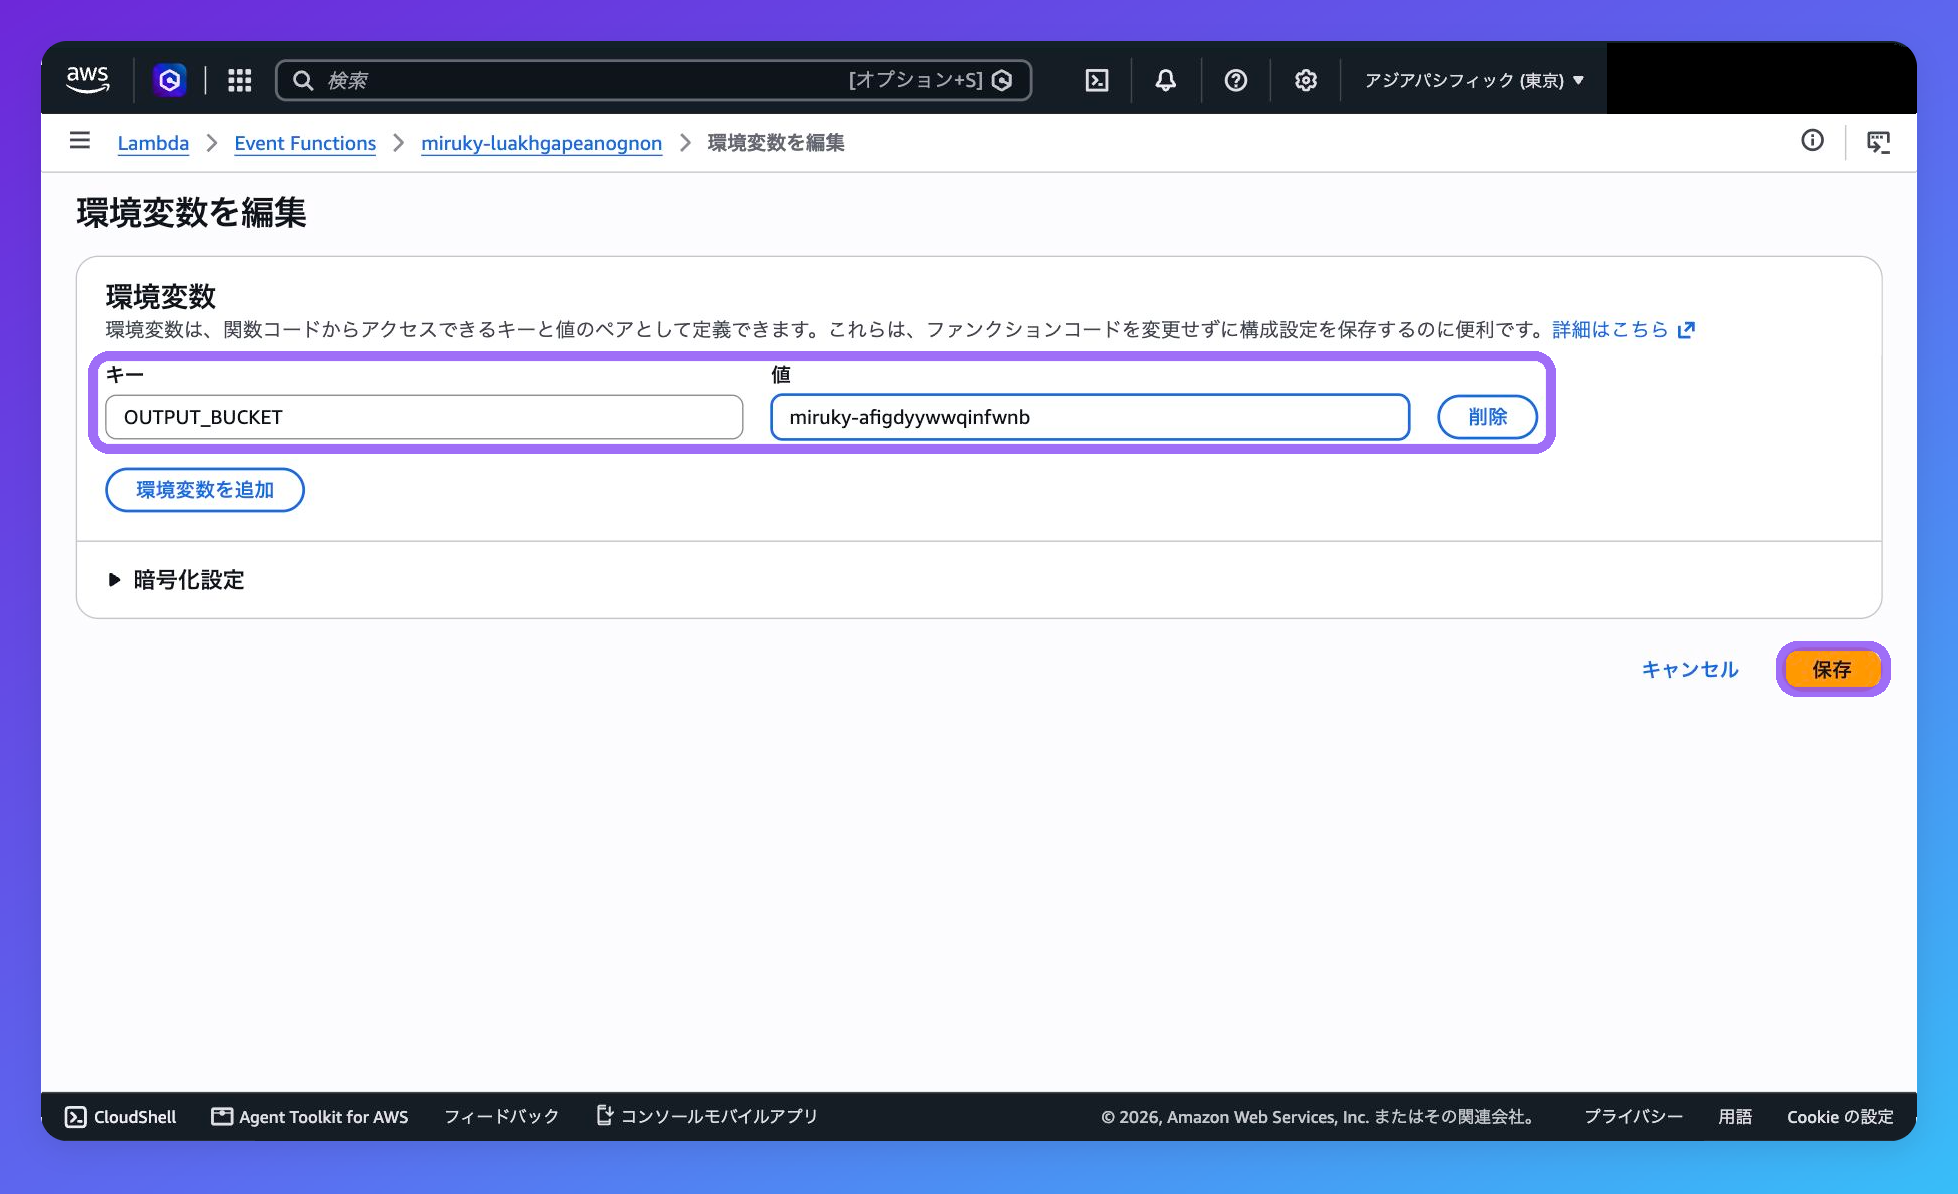 aws
検索
[オプション+S]
アジアパシフィック (東京) ▼
Lambda > Event Functions > miruky-luakhgapeanognon > 環境変数を編集
環境変数を編集
環境変数
環境変数は、関数コードからアクセスできるキーと値のペアとして定義できます。これらは、ファンクションコードを変更せずに構成設定を保存するのに便利です。詳細はこちら
キー
値
OUTPUT_BUCKET
miruky-afigdyywwqinfwnb
削除
環境変数を追加
暗号化設定
キャンセル
保存
CloudShell
Agent Toolkit for AWS
フィードバック
コンソールモバイルアプリ
© 2026, Amazon Web Services, Inc. またはその関連会社。
プライバシー
用語
Cookie の設定